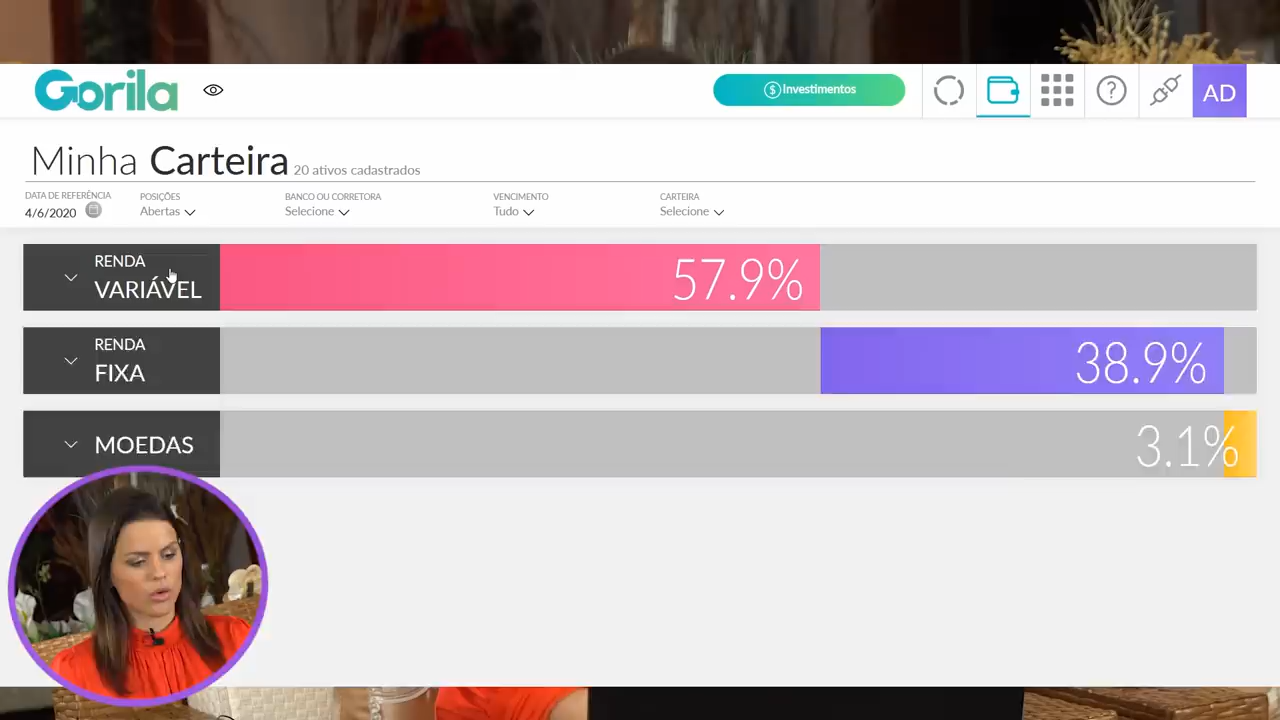 Gorila
Investimentos
?
AD
Minha Carteira 20 ativos cadastrados
DATA DE REFERÊNCIA
4/6/2020
POSIÇÕES
Abertas
BANCO OU CORRETORA
Selecione
VENCIMENTO
Tudo
CARTEIRA
Selecione
RENDA
VARIÁVEL
57.9%
RENDA
FIXA
38.9%
MOEDAS
3.1%